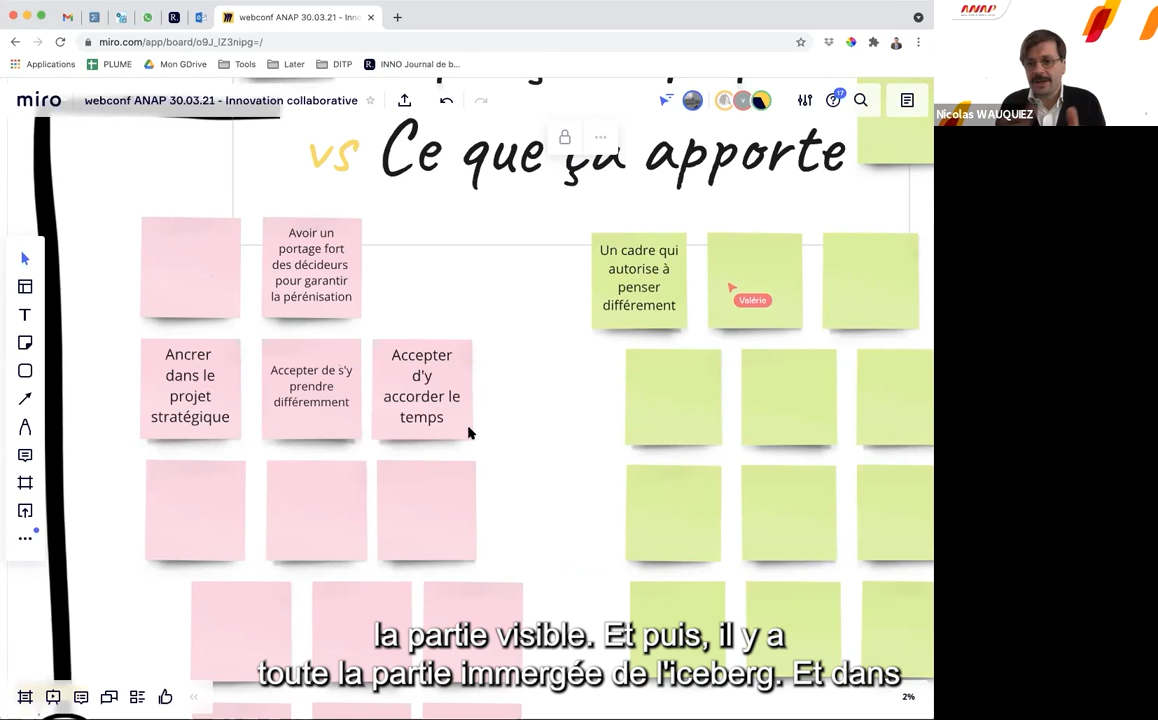 webconf ANAP 30.03.21 - Inno
miro.com/app/board/o9J_lZ3nipg=/
Applications
PLUME
Mon GDrive
Tools
Later
DITP
INNO Journal de b...
miro
webconf ANAP 30.03.21 - Innovation collaborative
17
ANAP
Nicolas WAUQUIEZ
vs Ce que ça apporte
Avoir un
portage fort
des décideurs
pour garantir
la pérénisation
Un cadre qui
autorise à
penser
différement
Valérie
Ancrer
dans le
projet
stratégique
Accepter de s'y
prendre
différemment
Accepter
d'y
accorder le
temps
la partie visible. Et puis, il y a
toute la partie immergée de l'iceberg. Et dans
2%